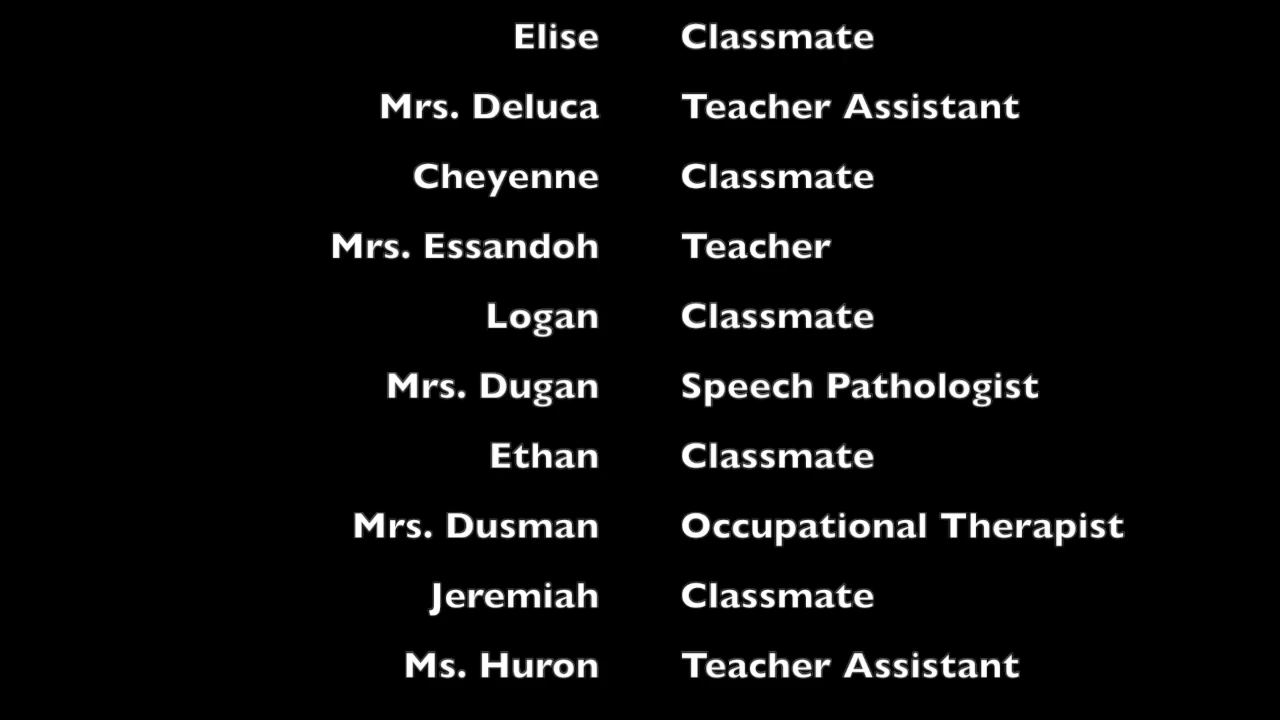 Elise Classmate
Mrs. Deluca Teacher Assistant
Cheyenne Classmate
Mrs. Essandoh Teacher
Logan Classmate
Mrs. Dugan Speech Pathologist
Ethan Classmate
Mrs. Dusman Occupational Therapist
Jeremiah Classmate
Ms. Huron Teacher Assistant